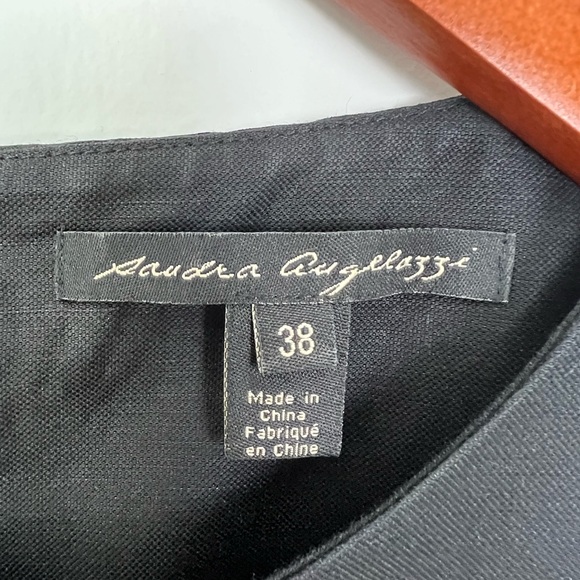 Sandra Angelozzi
38
Made in
China
Fabriqué
en Chine